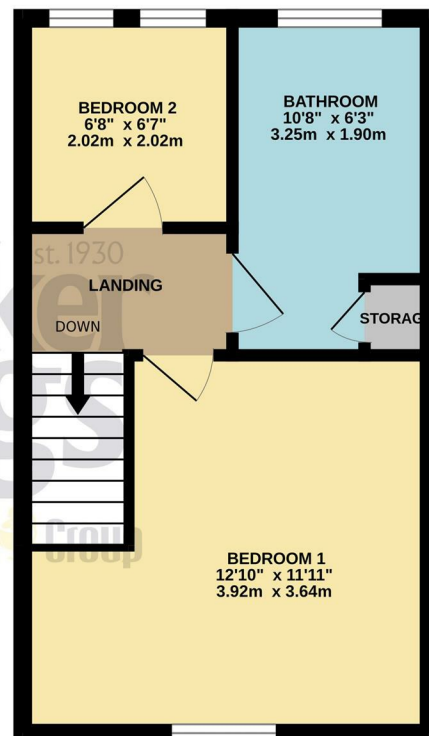 BEDROOM 2
6'8" x 6'7"
2.02m x 2.02m
BATHROOM
10'8" x 6'3"
3.25m x 1.90m
st. 1930
LANDING
DOWN
STORAG
Group
BEDROOM 1
12'10" x 11'11"
3.92m x 3.64m